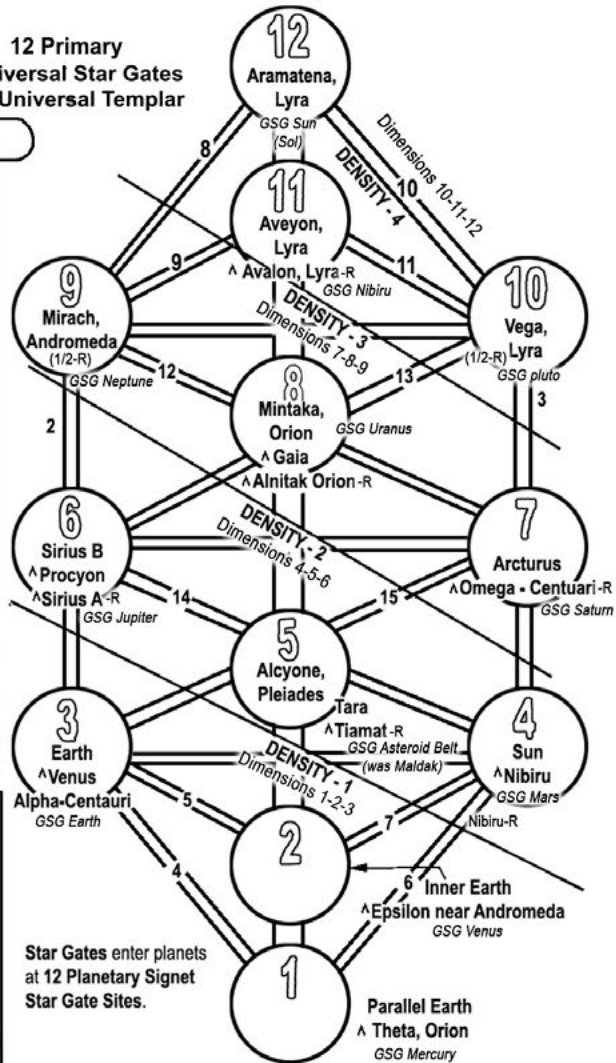 12 Primary
iversal Star Gates
Universal Templar
12
Aramatena,
Lyra
GSG Sun
(Sol)
8
10
Dimensions 10-11-12
DENSITY - 4
11
Aveyon,
Lyra
^ Avalon, Lyra-R
GSG Nibiru
9
11
DENSITY - 3
Dimensions 7-8-9
9
Mirach,
Andromeda
(1/2-R)
GSG Neptune
10
Vega,
Lyra
(1/2-R)
GSG pluto
12
13
8
Mintaka,
Orion
^ Gaia
^ Alnitak Orion-R
GSG Uranus
2
3
DENSITY - 2
Dimensions 4-5-6
6
Sirius B
^ Procyon
^ Sirius A-R
GSG Jupiter
7
Arcturus
^Omega - Centuari-R
GSG Saturn
14
15
5
Alcyone,
Pleiades
Tara
^Tiamat-R
GSG Asteroid Belt
(was Maldak)
DENSITY - 1
Dimensions 1-2-3
3
Earth
^Venus
Alpha-Centauri
GSG Earth
4
Sun
^Nibiru
GSG Mars
Nibiru-R
5
7
2
4
6
Inner Earth
^Epsilon near Andromeda
GSG Venus
Star Gates enter planets
at 12 Planetary Signet
Star Gate Sites.
1
Parallel Earth
^ Theta, Orion
GSG Mercury